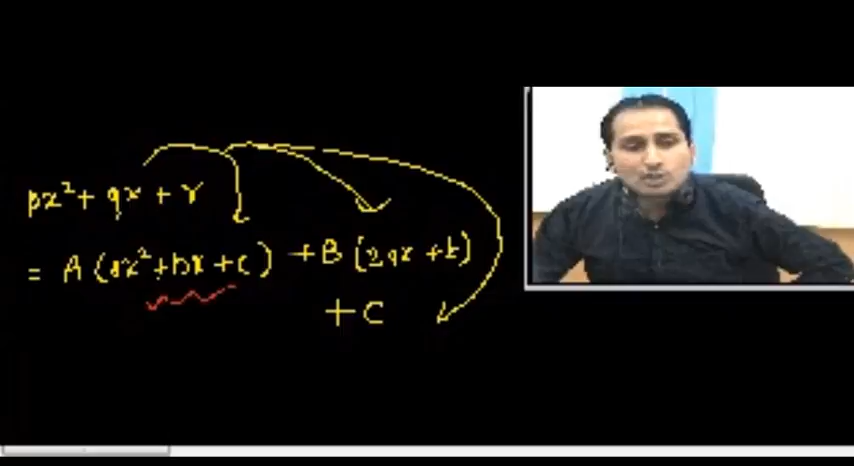 px² + qx + r
= A (ax² + bx + c) + B (2ax + b)
+ C